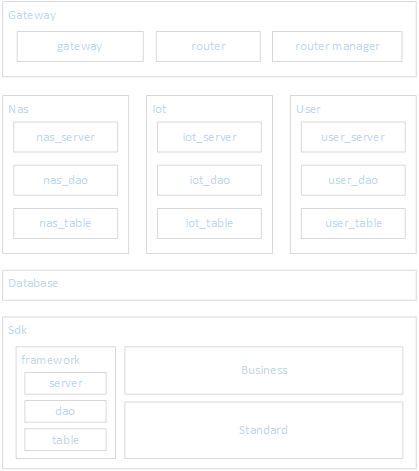 Gateway
gateway router router manager
Nas Iot User
nas_server iot_server user_server
nas_dao iot_dao user_dao
nas_table iot_table user_table
Database
Sdk
framework
server
dao
table
Business
Standard